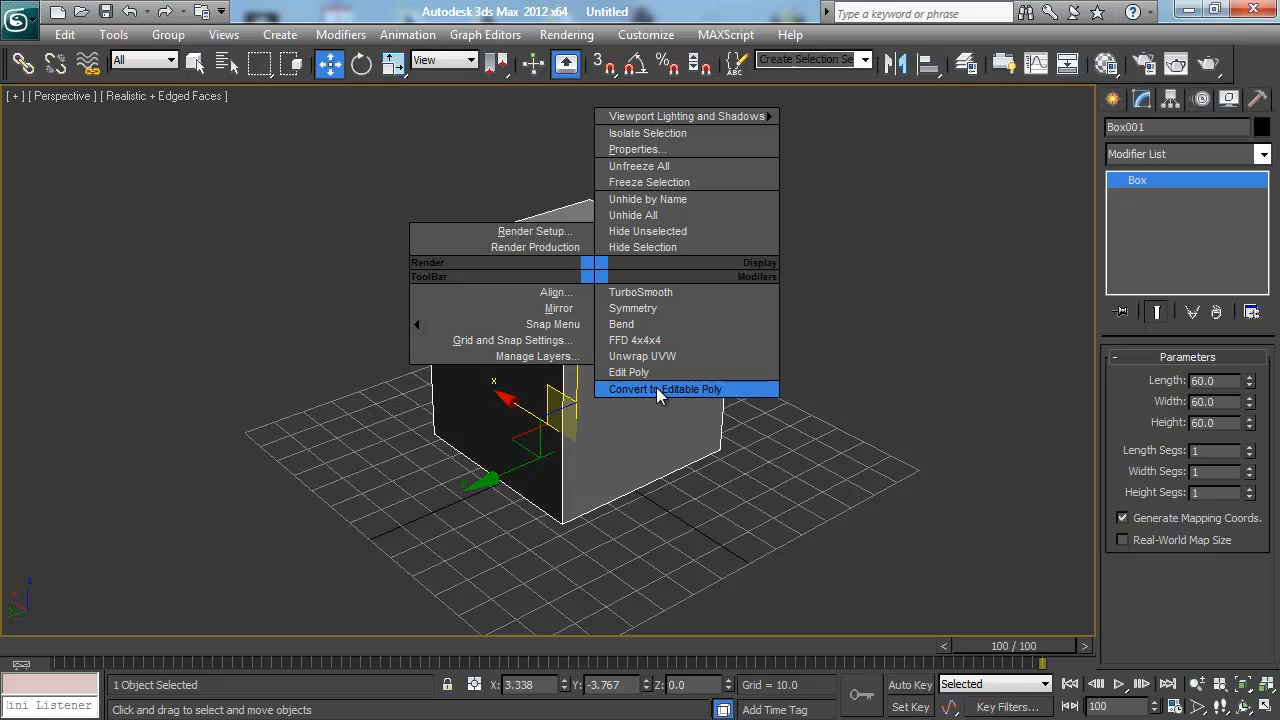 Autodesk 3ds Max 2012 x64 Untitled
Type a keyword or phrase
Edit Tools Group Views Create Modifiers Animation Graph Editors Rendering Customize MAXScript Help
All
View
3
Create Selection Se
[ + ] [ Perspective ] [ Realistic + Edged Faces ]
Viewport Lighting and Shadows
Isolate Selection
Properties...
Unfreeze All
Freeze Selection
Unhide by Name
Unhide All
Hide Unselected
Hide Selection
Render Setup...
Render Production
Render
Display
ToolBar
Modifers
Align...
Mirror
Snap Menu
Grid and Snap Settings...
Manage Layers...
TurboSmooth
Symmetry
Bend
FFD 4x4x4
Unwrap UVW
Edit Poly
Convert to Editable Poly
x
y
z
Box001
Modifier List
Box
- Parameters
Length: 60.0
Width: 60.0
Height: 60.0
Length Segs: 1
Width Segs: 1
Height Segs: 1
Generate Mapping Coords.
Real-World Map Size
< 100 / 100 >
1 Object Selected
X: 3.338 Y: -3.767 Z: 0.0
Grid = 10.0
Auto Key
Selected
ini Listener
Click and drag to select and move objects
Add Time Tag
Set Key
Key Filters...
100